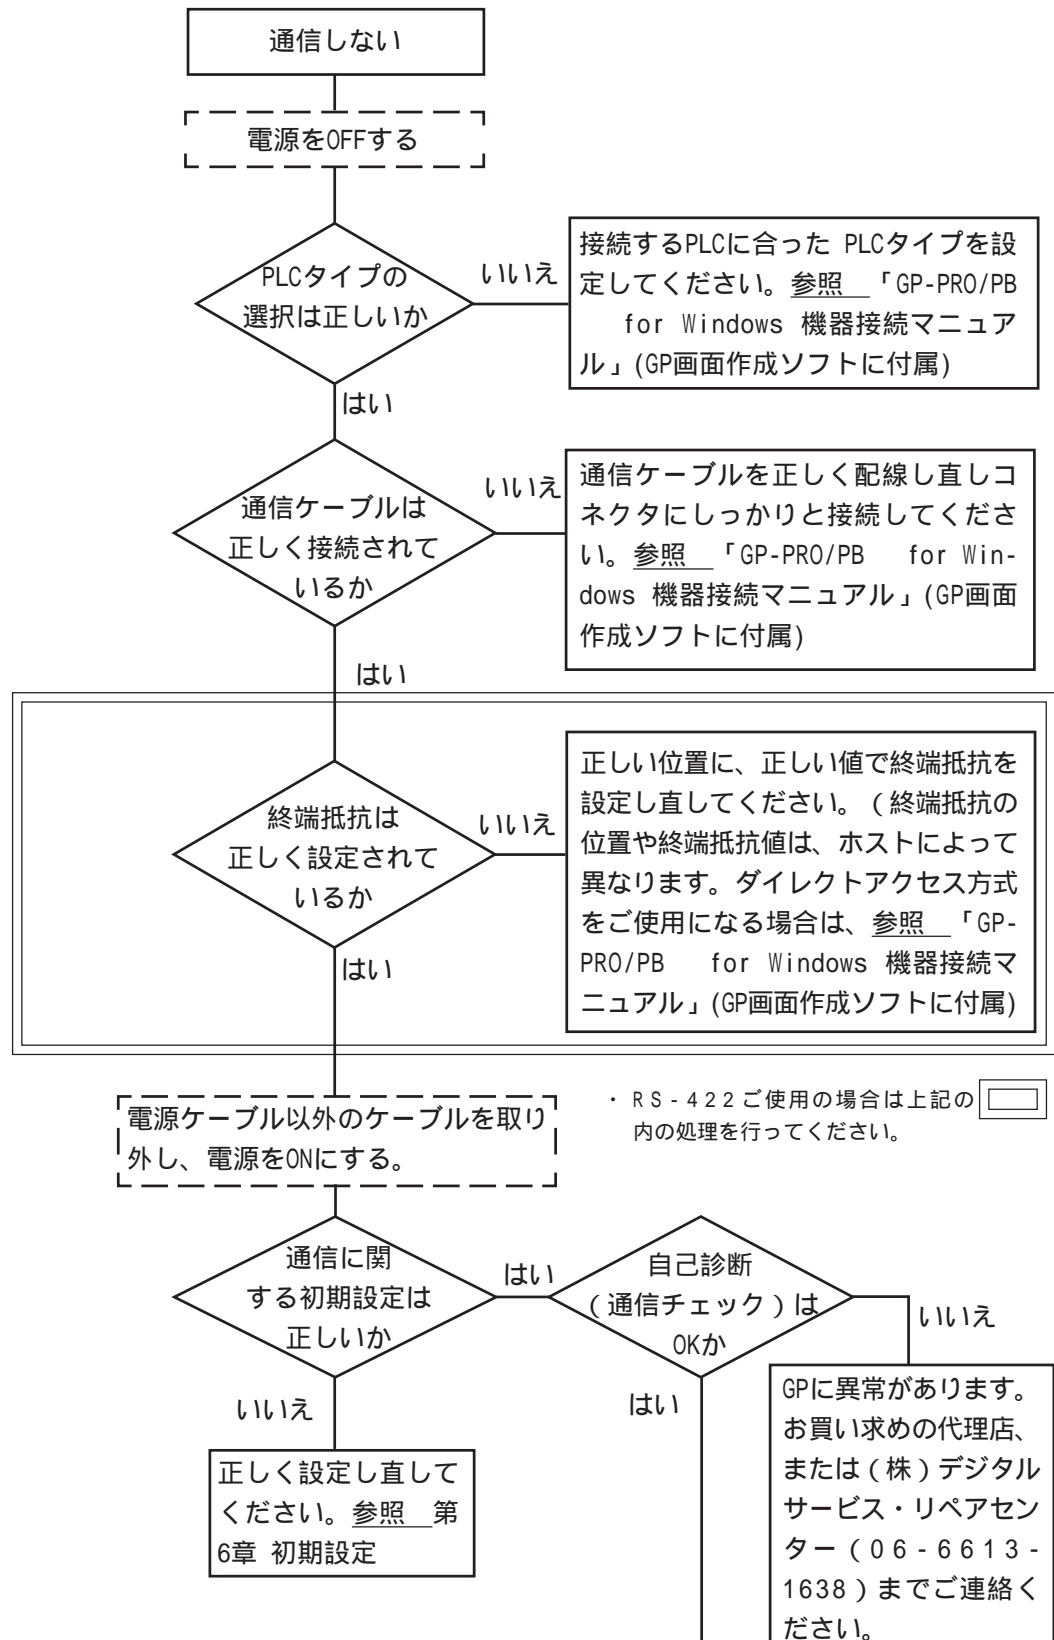 通信しない
電源をOFFする
PLCタイプの
選択は正しいか
いいえ
接続するPLCに合った PLCタイプを設
定してください。参照 「GP-PRO/PB
for Windows 機器接続マニュア
ル」(GP画面作成ソフトに付属)
はい
通信ケーブルは
正しく接続されて
いるか
いいえ
通信ケーブルを正しく配線し直しコ
ネクタにしっかりと接続してくださ
い。参照 「GP-PRO/PB for Win-
dows 機器接続マニュアル」(GP画面
作成ソフトに付属)
はい
終端抵抗は
正しく設定されて
いるか
いいえ
正しい位置に、正しい値で終端抵抗を
設定し直してください。(終端抵抗の
位置や終端抵抗値は、ホストによって
異なります。ダイレクトアクセス方式
をご使用になる場合は、参照 「GP-
PRO/PB for Windows 機器接続マ
ニュアル」(GP画面作成ソフトに付属)
はい
・RS-422ご使用の場合は上記の
内の処理を行ってください。
電源ケーブル以外のケーブルを取り
外し、電源をONにする。
通信に関
する初期設定は
正しいか
はい
自己診断
(通信チェック)は
OKか
いいえ
いいえ
はい
正しく設定し直して
ください。参照 第
6章 初期設定
GPに異常があります。
お買い求めの代理店、
または(株)デジタル
サービス・リペアセン
ター(06-6613-
1638)までご連絡く
ださい。